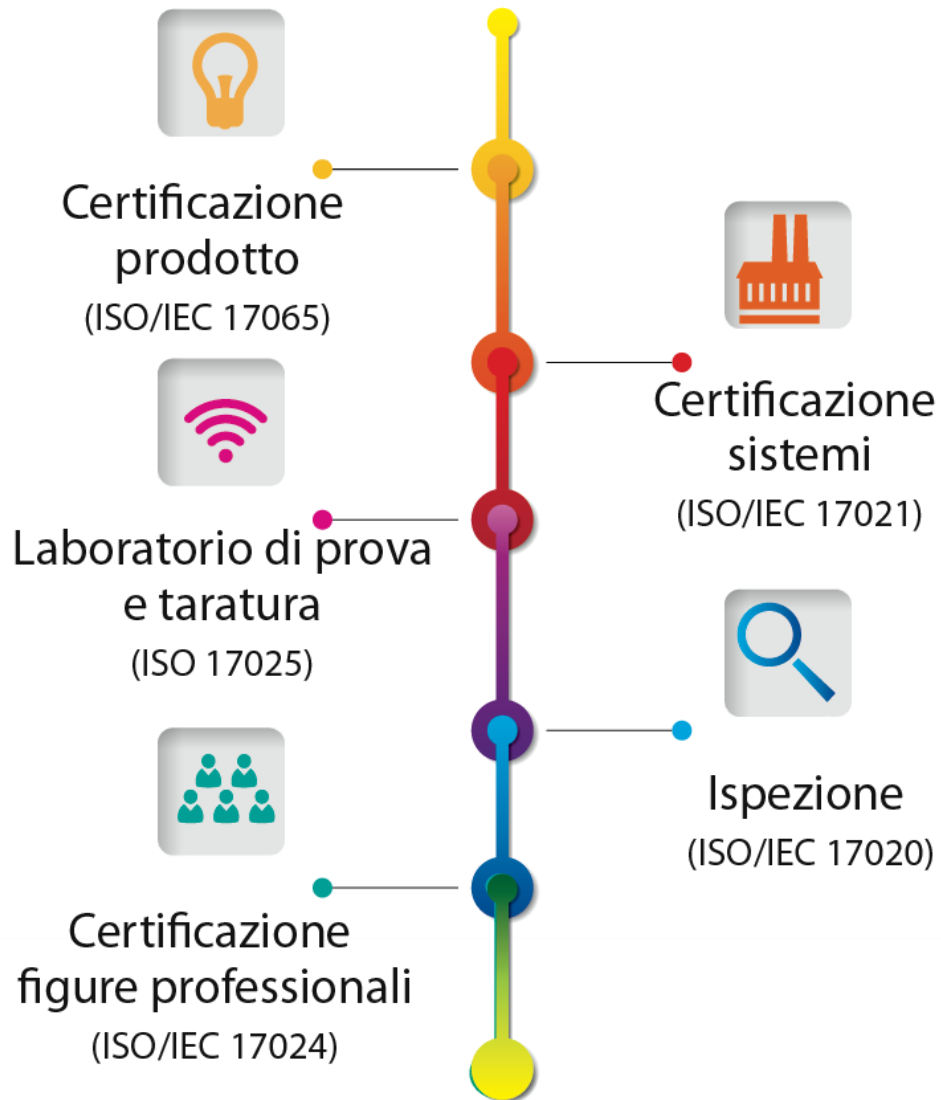 Certificazione
prodotto
(ISO/IEC 17065)
Certificazione
sistemi
(ISO/IEC 17021)
Laboratorio di prova
e taratura
(ISO 17025)
Ispezione
(ISO/IEC 17020)
Certificazione
figure professionali
(ISO/IEC 17024)